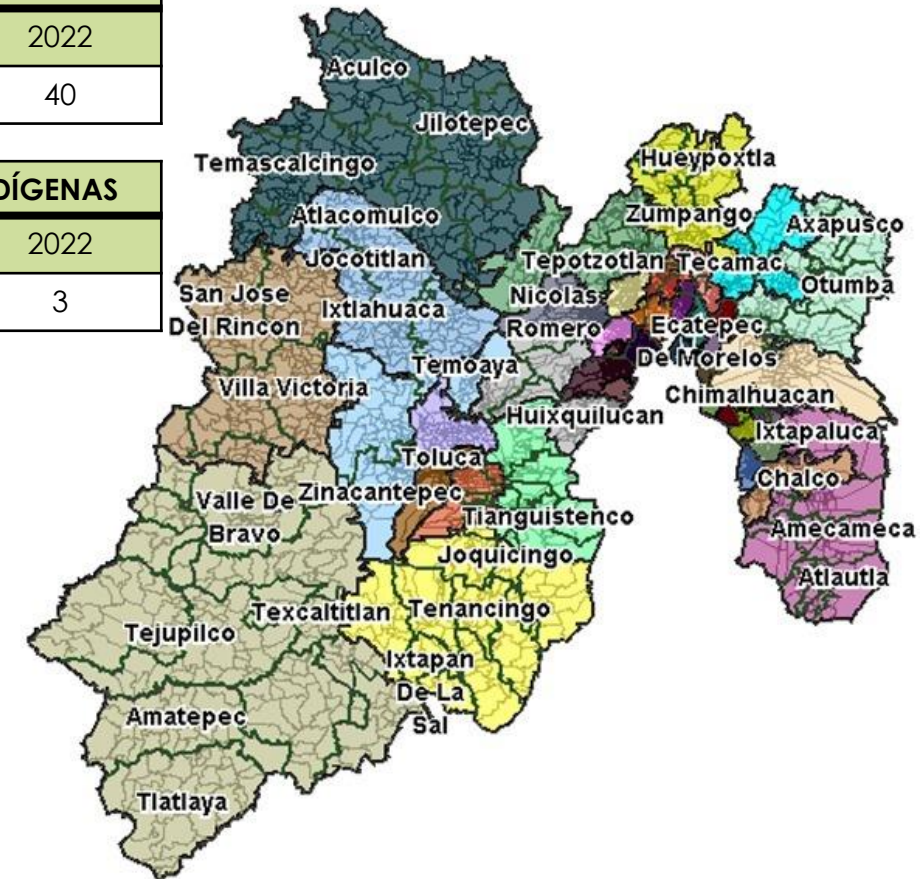 2022
40
DÍGENAS
2022
3
Aculco
Jilotepec
Temascalcingo
Hueypoxtla
Atlacomulco
Zumpango
Axapusco
Jocotitlan
Tepotzotlan
Tecamac
Otumba
San Jose
Del Rincon
Ixtlahuaca
Nicolas
Romero
Ecatepec
De Morelos
Temoaya
Villa Victoria
Chimalhuacan
Huixquilucan
Ixtapaluca
Toluca
Chalco
Valle De
Bravo
Zinacantepec
Tianguistenco
Amecameca
Joquicingo
Atlautla
Texcaltitlan
Tenancingo
Tejupilco
Ixtapan
De La
Sal
Amatepec
Tlatlaya